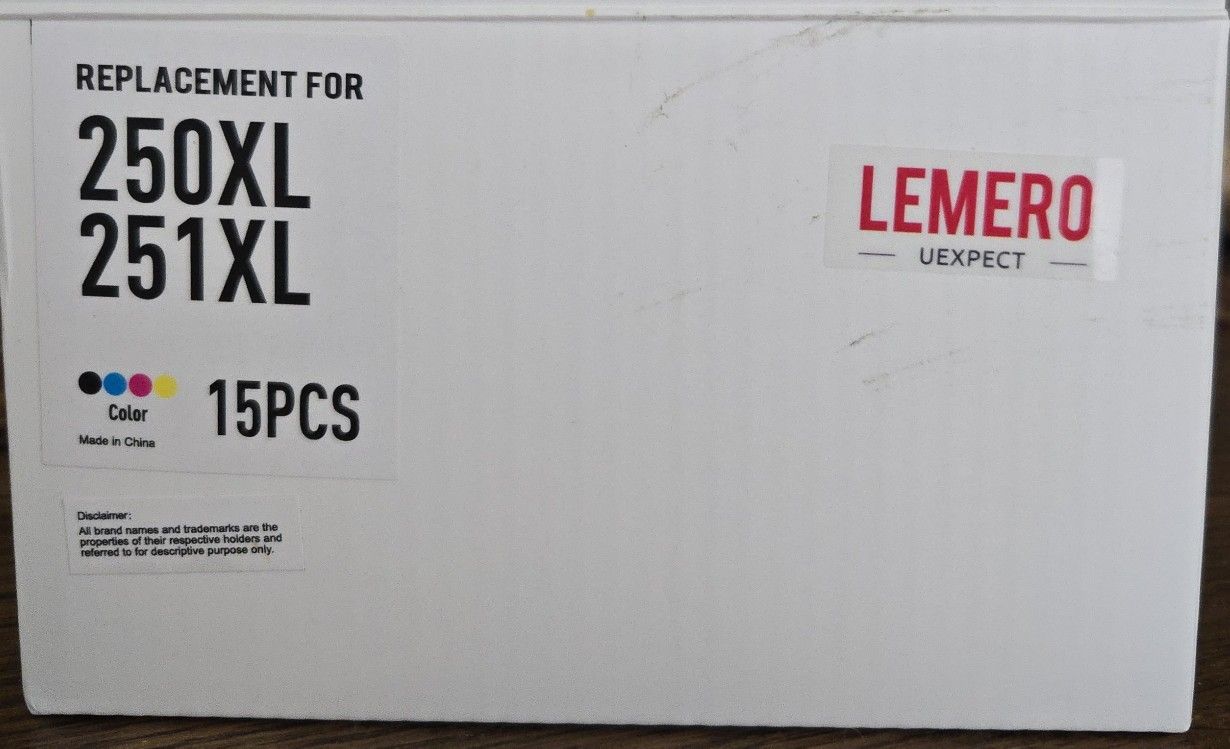 REPLACEMENT FOR
250XL
251XL
Color
15PCS
Made in China
Disclaimer:
All brand names and trademarks are the
properties of their respective holders and
referred to for descriptive purpose only.
LEMERO
UEXPECT